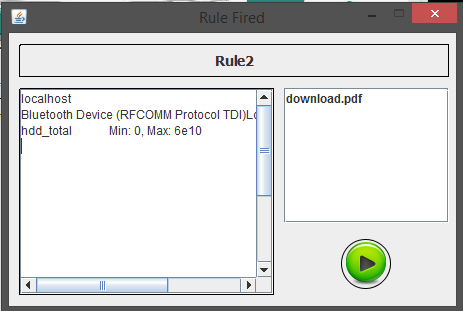 Rule Fired
Rule2
localhost
Bluetooth Device (RFCOMM Protocol TDI)Lo
hdd_total Min: 0, Max: 6e10
download.pdf